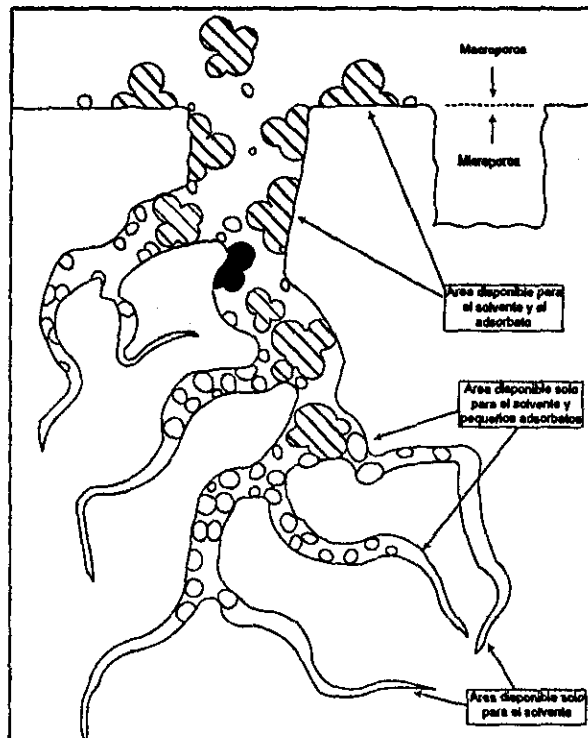 Macroporos
Microporos
Area disponible para
el solvente y el
adsorbato
Area disponible solo
para el solvente y
pequeños adsorbatos
Area disponible solo
para el solvente